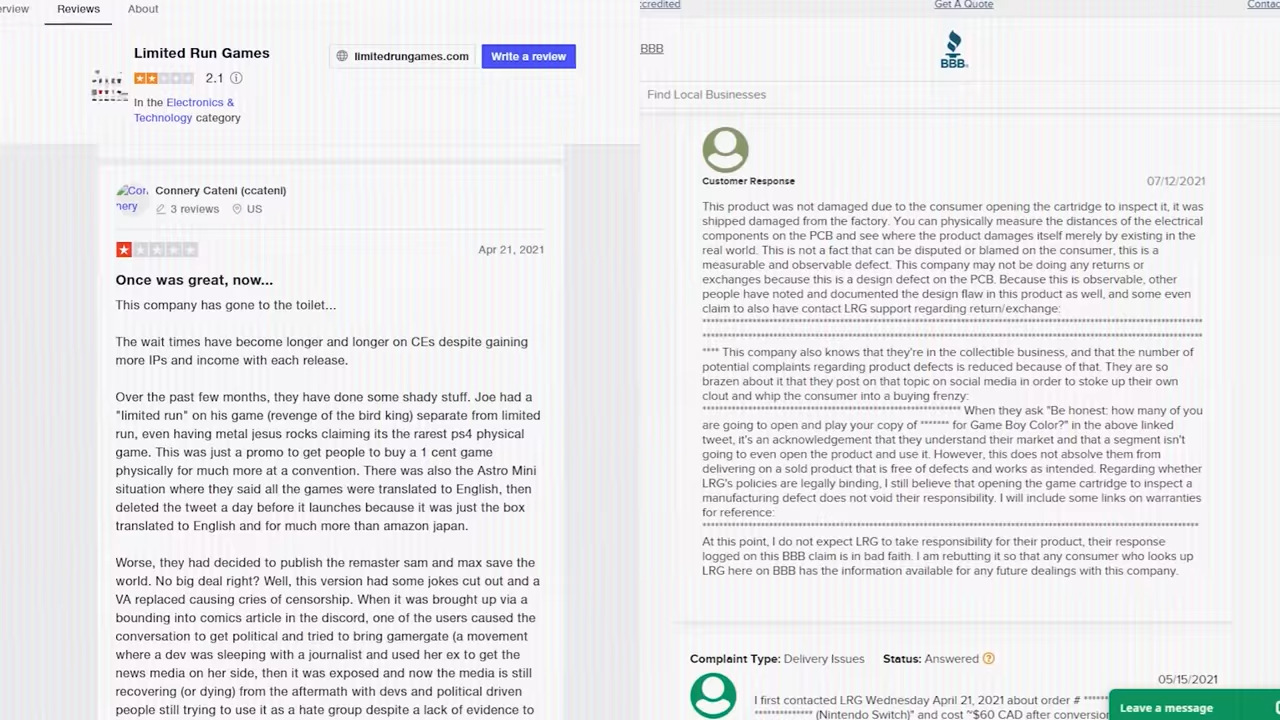 erview
Reviews
About
Limited Run Games
2.1
In the Electronics &
Technology category
limitedrungames.com
Write a review
Connery Cateni (ccateni)
3 reviews
US
Apr 21, 2021
Once was great, now...
This company has gone to the toilet...
The wait times have become longer and longer on CEs despite gaining
more IPs and income with each release.
Over the past few months, they have done some shady stuff. Joe had a
"limited run" on his game (revenge of the bird king) separate from limited
run, even having metal jesus rocks claiming its the rarest ps4 physical
game. This was just a promo to get people to buy a 1 cent game
physically for much more at a convention. There was also the Astro Mini
situation where they said all the games were translated to English, then
deleted the tweet a day before it launches because it was just the box
translated to English and for much more than amazon japan.
Worse, they had decided to publish the remaster sam and max save the
world. No big deal right? Well, this version had some jokes cut out and a
VA replaced causing cries of censorship. When it was brought up via a
bounding into comics article in the discord, one of the users caused the
conversation to get political and tried to bring gamergate (a movement
where a dev was sleeping with a journalist and used her ex to get the
news media on her side, then it was exposed and now the media is still
recovering (or dying) from the aftermath with devs and political driven
people still trying to use it as a hate group despite a lack of evidence to
ccredited
Get A Quote
Contac
BBB
BBB
Find Local Businesses
Customer Response
07/12/2021
This product was not damaged due to the consumer opening the cartridge to inspect it, it was
shipped damaged from the factory. You can physically measure the distances of the electrical
components on the PCB and see where the product damages itself merely by existing in the
real world. This is not a fact that can be disputed or blamed on the consumer, this is a
measurable and observable defect. This company may not be doing any returns or
exchanges because this is a design defect on the PCB. Because this is observable, other
people have noted and documented the design flaw in this product as well, and some even
claim to also have contact LRG support regarding return/exchange:
**** This company also knows that they're in the collectible business, and that the number of
potential complaints regarding product defects is reduced because of that. They are so
brazen about it that they post on that topic on social media in order to stoke up their own
clout and whip the consumer into a buying frenzy:
When they ask "Be honest: how many of you
are going to open and play your copy of ******* for Game Boy Color?" in the above linked
tweet, it's an acknowledgement that they understand their market and that a segment isn't
going to even open the product and use it. However, this does not absolve them from
delivering on a sold product that is free of defects and works as intended. Regarding whether
LRG's policies are legally binding, I still believe that opening the game cartridge to inspect a
manufacturing defect does not void their responsibility. I will include some links on warranties
for reference:
At this point, I do not expect LRG to take responsibility for their product, their response
logged on this BBB claim is in bad faith. I am rebutting it so that any consumer who looks up
LRG here on BBB has the information available for any future dealings with this company.
Complaint Type: Delivery Issues
Status: Answered
05/15/2021
I first contacted LRG Wednesday April 21, 2021 about order #
(Nintendo Switch)" and cost ~$60 CAD after conversio
Leave a message